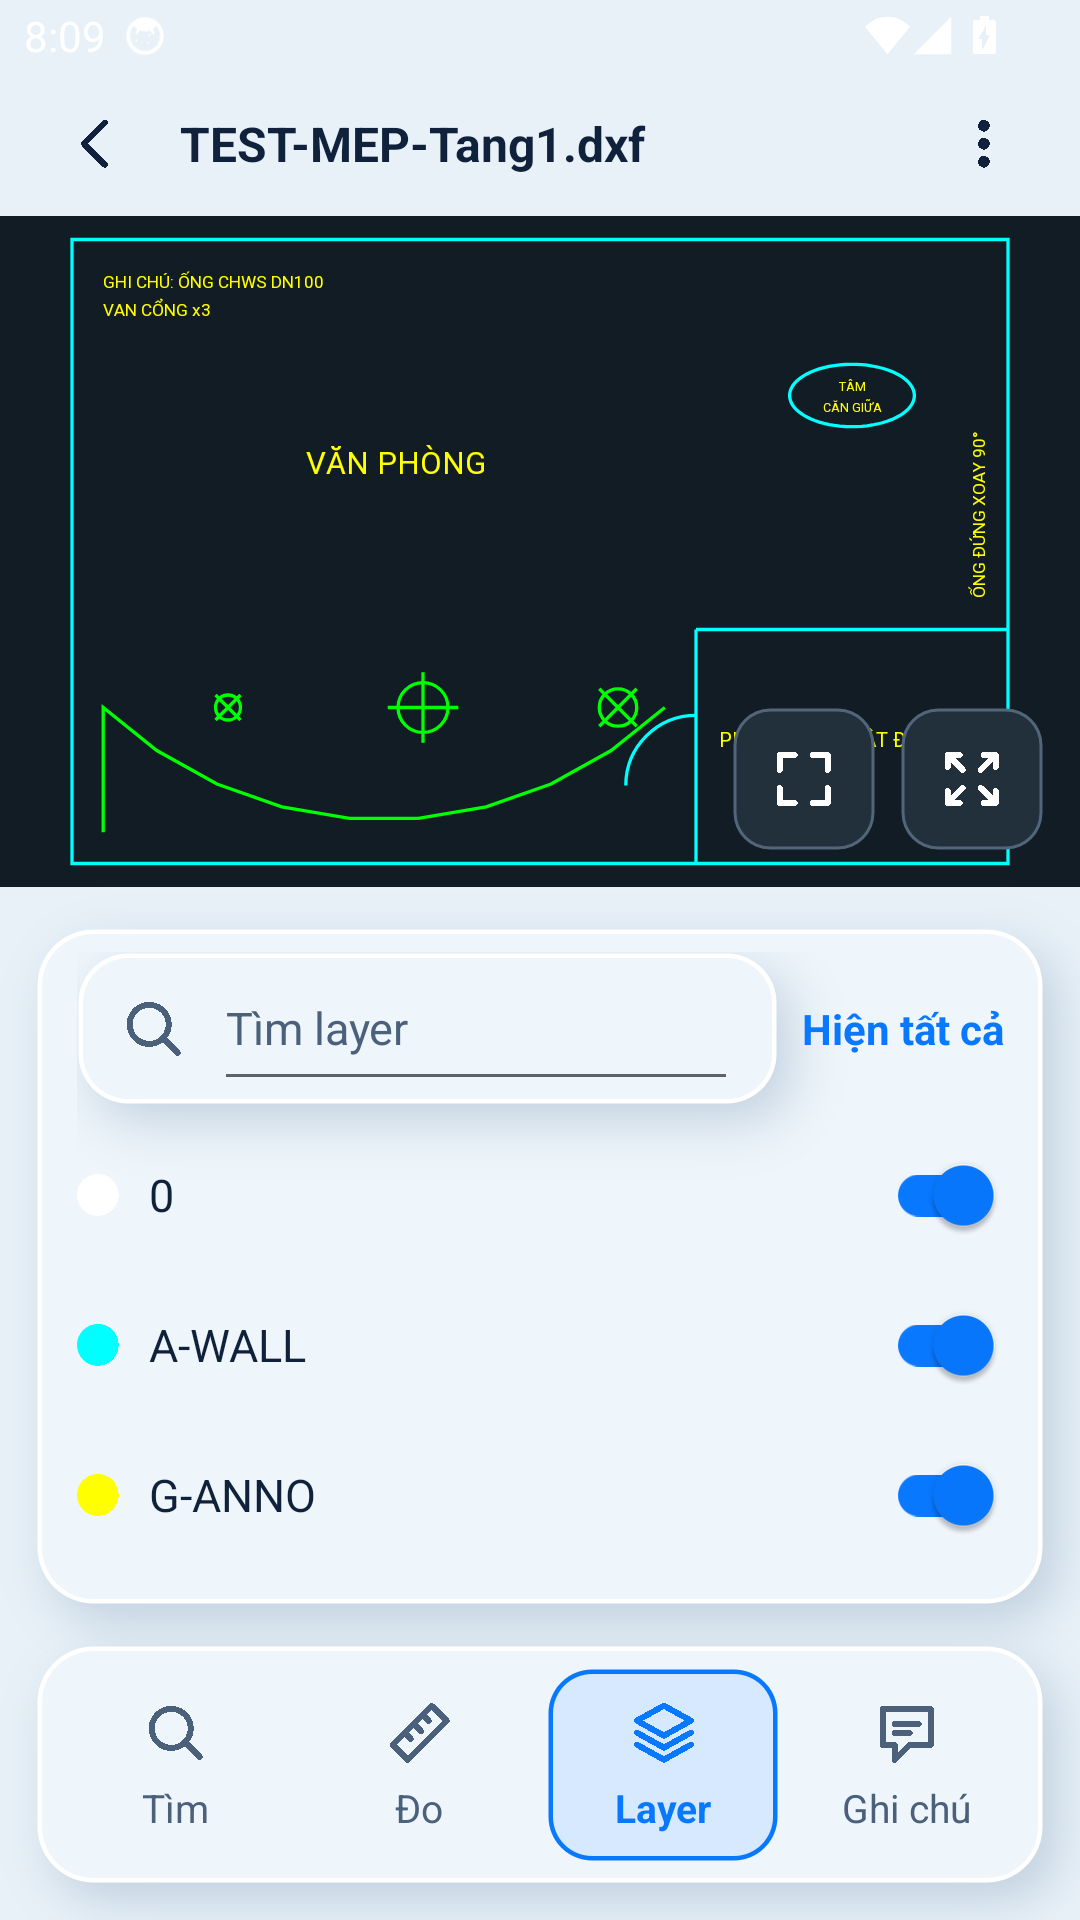 8:09
TEST-MEP-Tang1.dxf
GHI CHÚ: ỐNG CHWS DN100
VAN CỔNG x3
TÂM
CĂN GIỮA
VĂN PHÒNG
ỐNG ĐỨNG XOAY 90°
Tìm layer
Hiện tất cả
0
A-WALL
G-ANNO
Tìm
Đo
Layer
Ghi chú